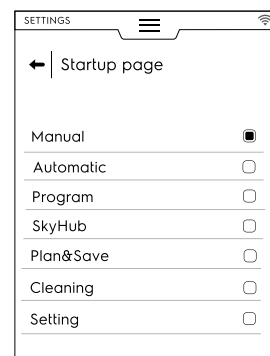 SETTINGS
Startup page
Manual
Automatic
Program
SkyHub
Plan&Save
Cleaning
Setting